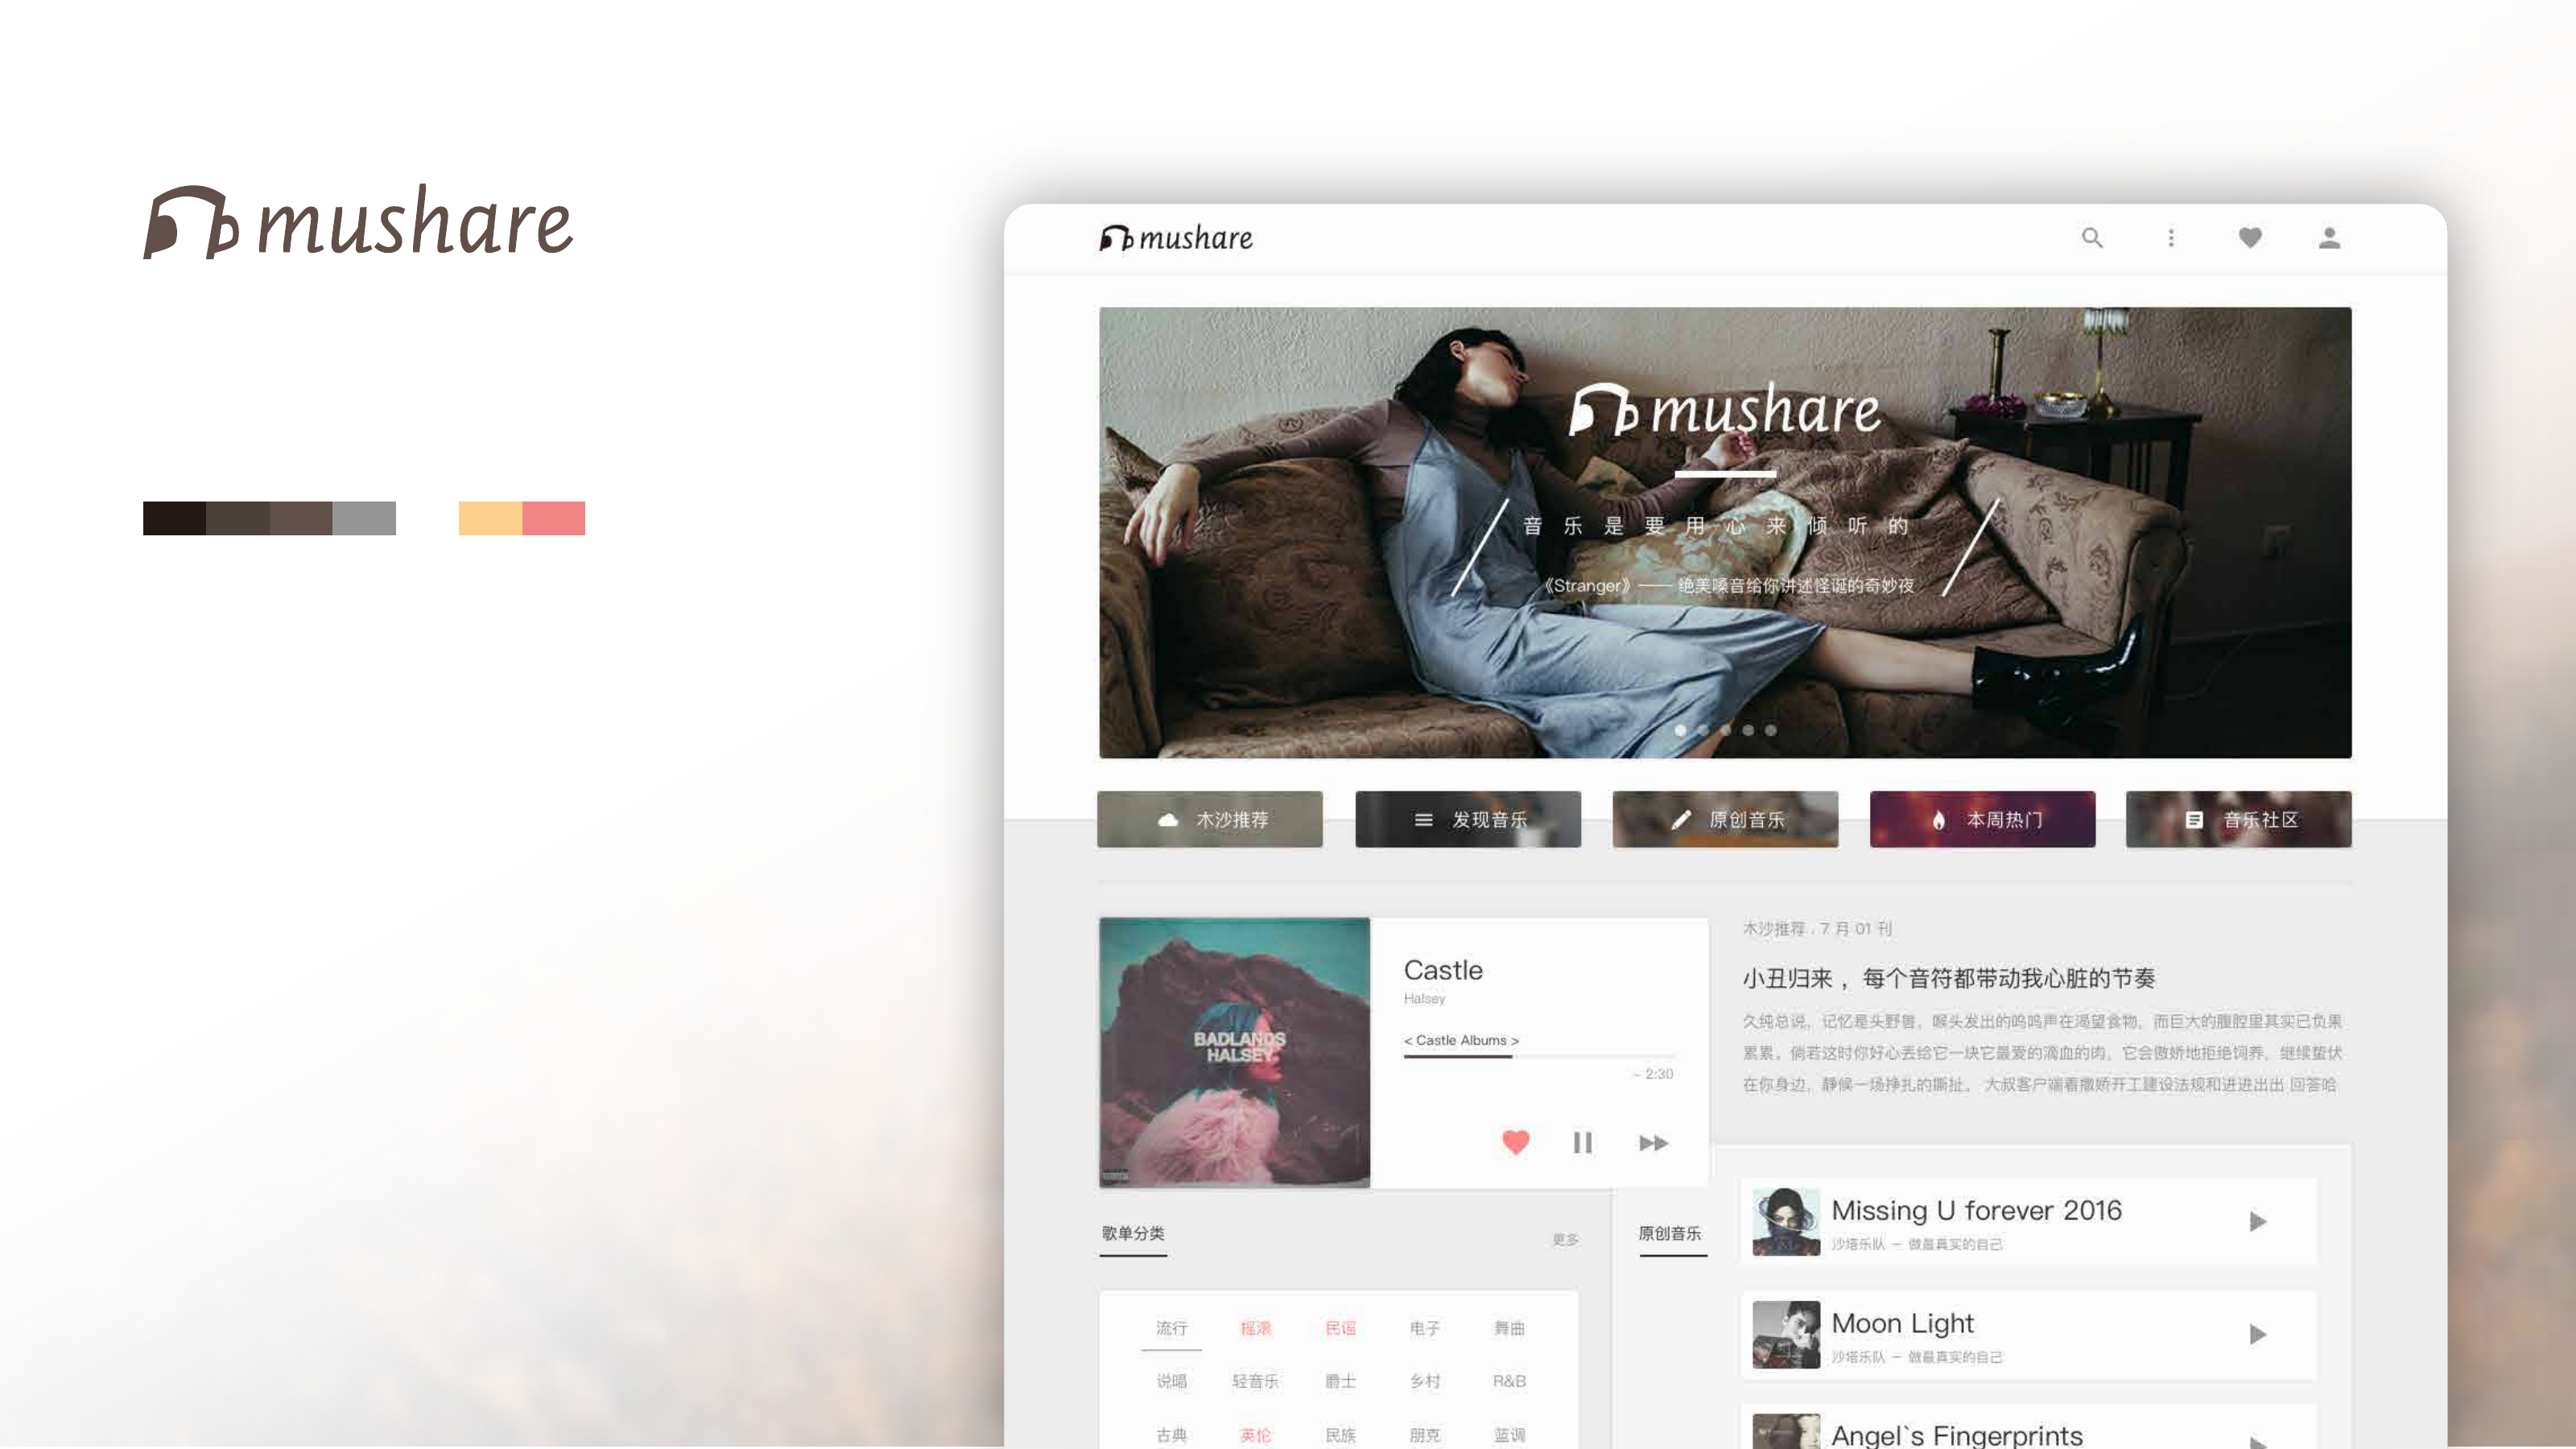 mushare
mushare
mushare
音乐是要用心来倾听的
《Stranger》—— 绝美嗓音给你讲述怪诞的奇妙夜
木沙推荐
发现音乐
原创音乐
本周热门
音乐社区
BADLANDS
HALSEY
Castle
Halsey
< Castle Albums >
- 2:30
木沙推荐 . 7 月 01 刊
小丑归来 ，每个音符都带动我心脏的节奏
久纯总说，记忆是头野兽，喉头发出的呜呜声在渴望食物，而巨大的腹腔里其实已负果
累累。倘若这时你好心丢给它一块它最爱的滴血的肉，它会傲娇地拒绝饲养，继续蛰伏
在你身边，静候一场挣扎的撕扯。 大叔客户端看撒娇开工建设法规和进进出出 回答哈
歌单分类
更多
流行 摇滚 民谣 电子 舞曲
说唱 轻音乐 爵士 乡村 R&B
古典 英伦 民族 朋克 蓝调
原创音乐
Missing U forever 2016
沙塔乐队 － 做最真实的自己
Moon Light
沙塔乐队 － 做最真实的自己
Angel`s Fingerprints